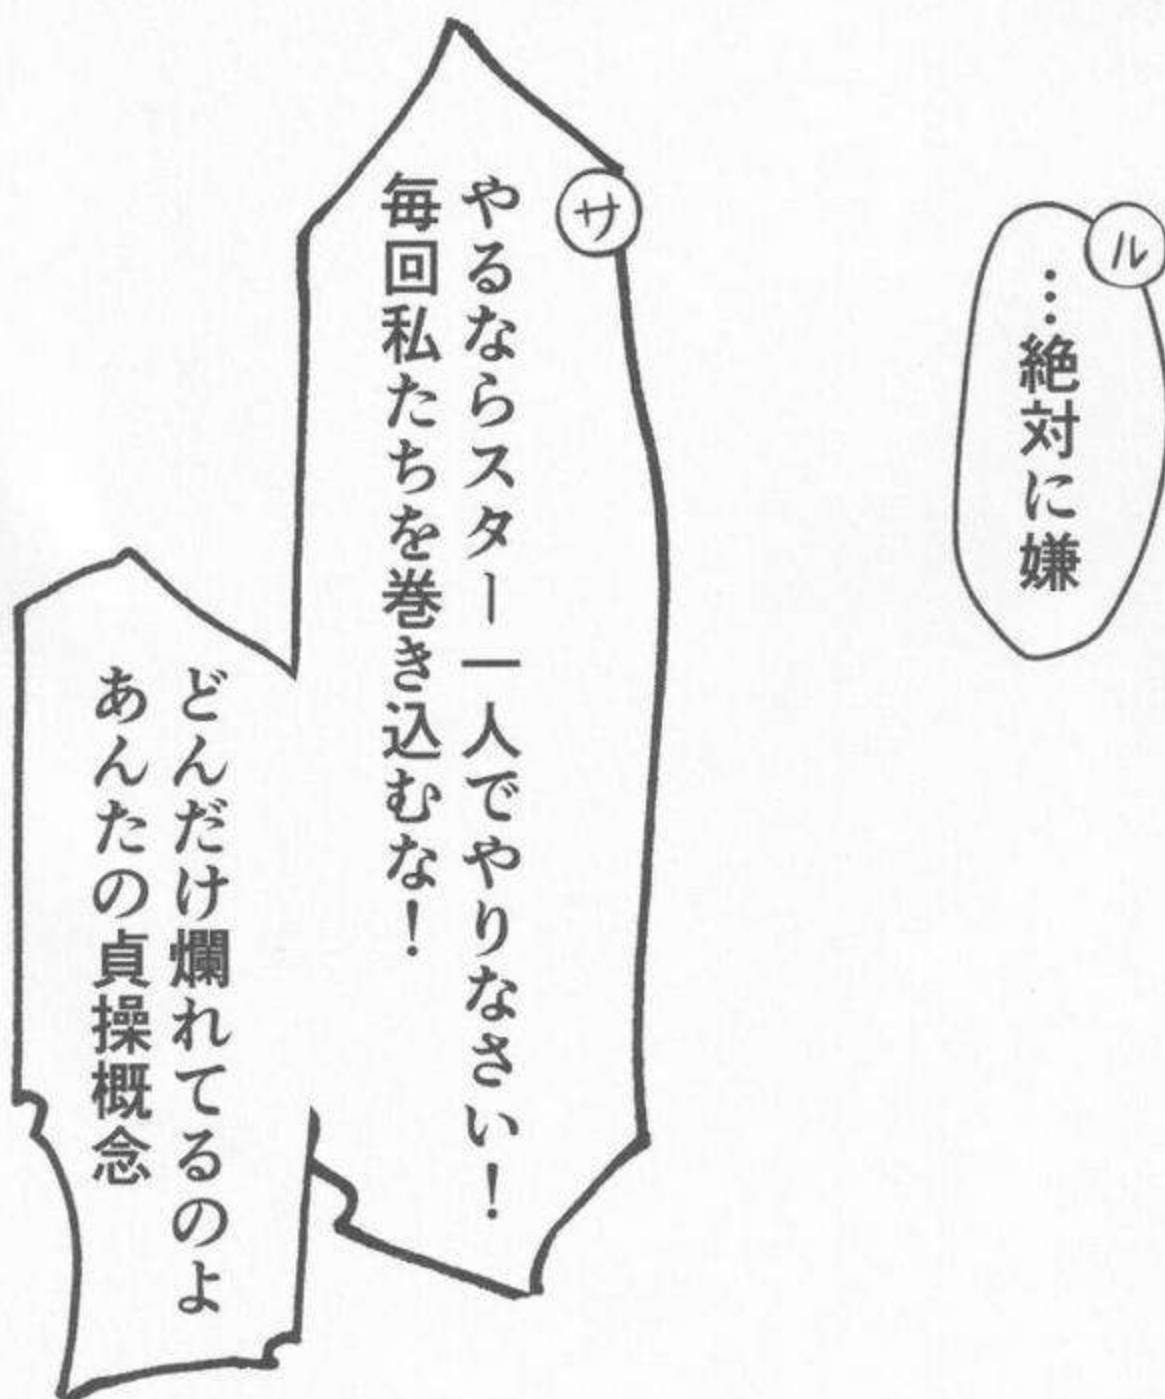 ル
…絶対に嫌
サ
やるならスター一人でやりなさい！
毎回私たちを巻き込むな！
どんだけ爛れてるのよ
あんたの貞操概念